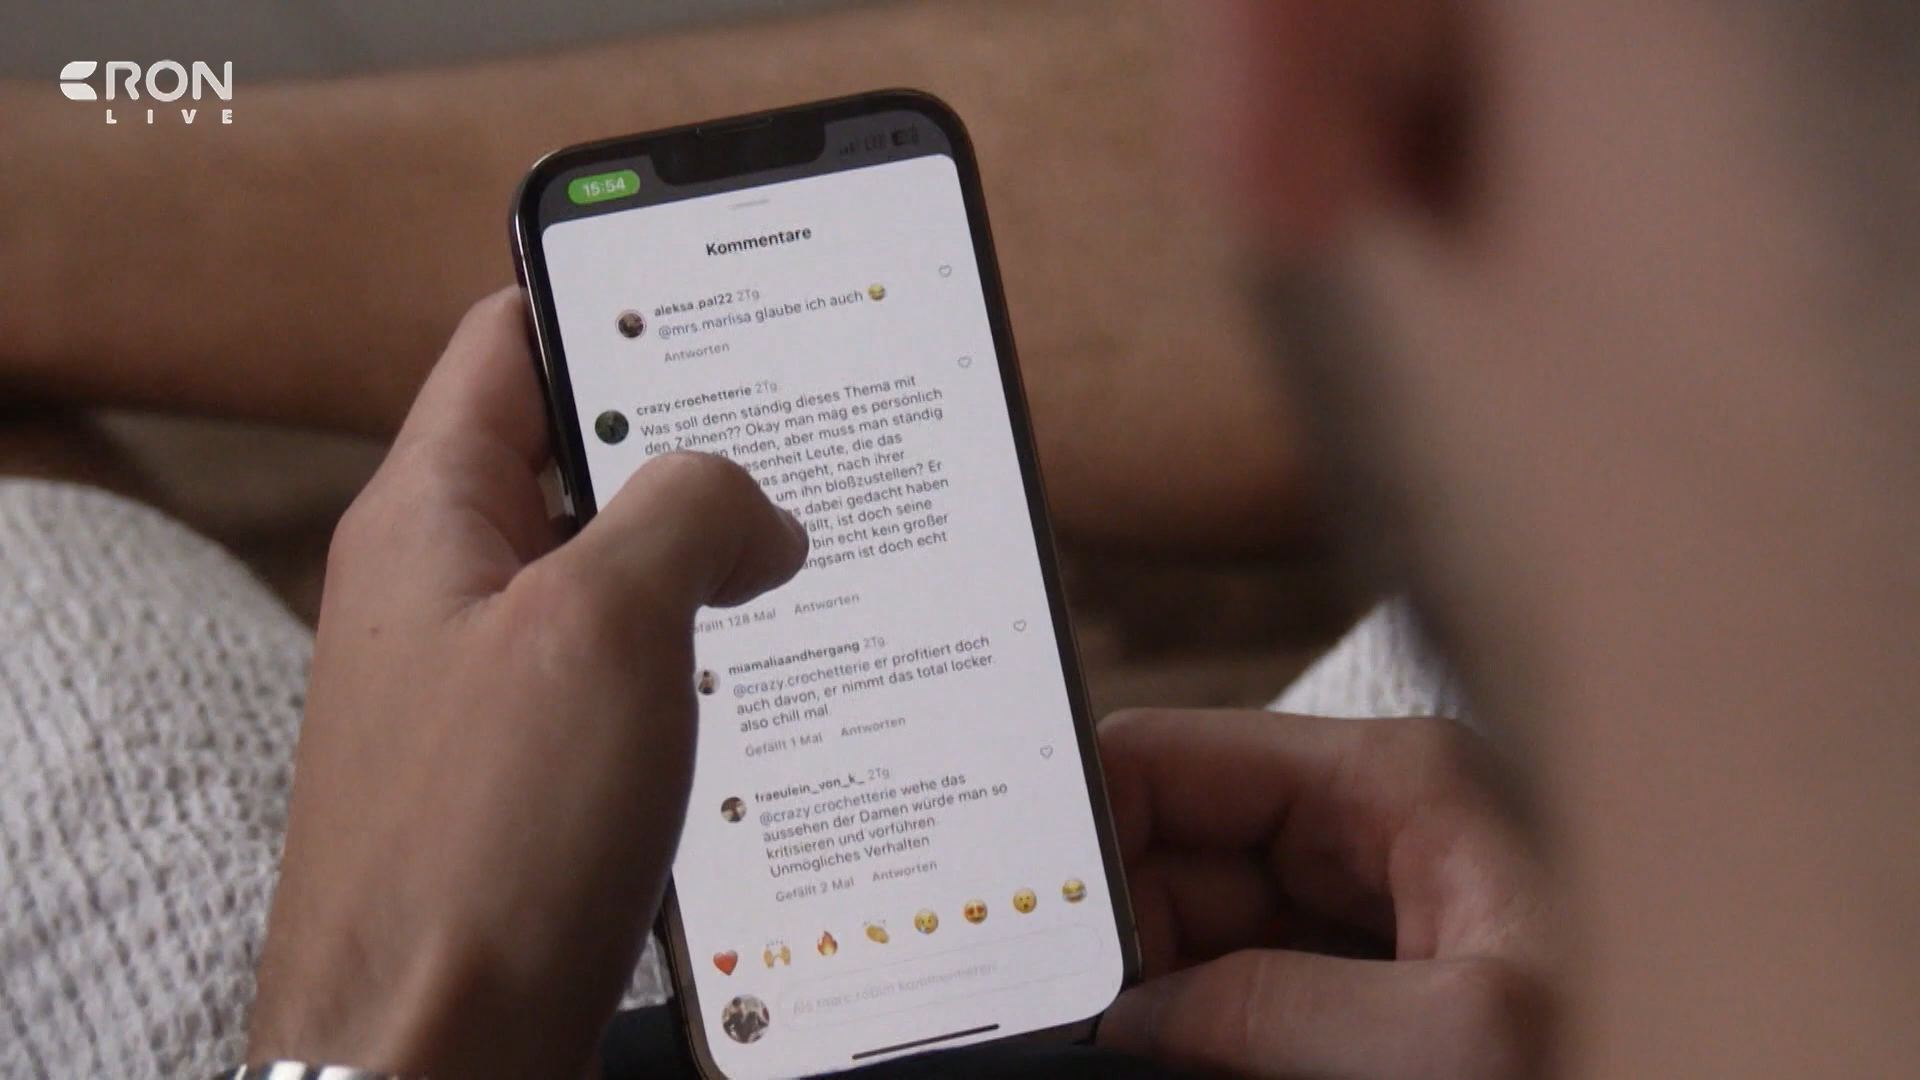 RON
LIVE
15:54
Kommentare
aleksa.pal22 2Tg
@mrs.marlisa glaube ich auch 😂
Antworten
crazy.crochetterie 2Tg
Was soll denn ständig dieses Thema mit
den Zähnen?? Okay man mag es persönlich
finden, aber muss man ständig
Leute, die das
angeht, nach ihrer
um ihn bloßzustellen? Er
dabei gedacht haben
ist doch seine
bin echt kein großer
doch echt
128 Mal Antworten
miamaliaandhergang 2Tg
@crazy.crochetterie er profitiert doch
auch davon, er nimmt das total locker.
also chill mal
Gefällt 1 Mal Antworten
fraeulein_von_k_ 2Tg
@crazy.crochetterie wehe das
aussehen der Damen würde man so
kritisieren und vorführen.
Unmögliches Verhalten
Gefällt 2 Mal Antworten
kommentieren